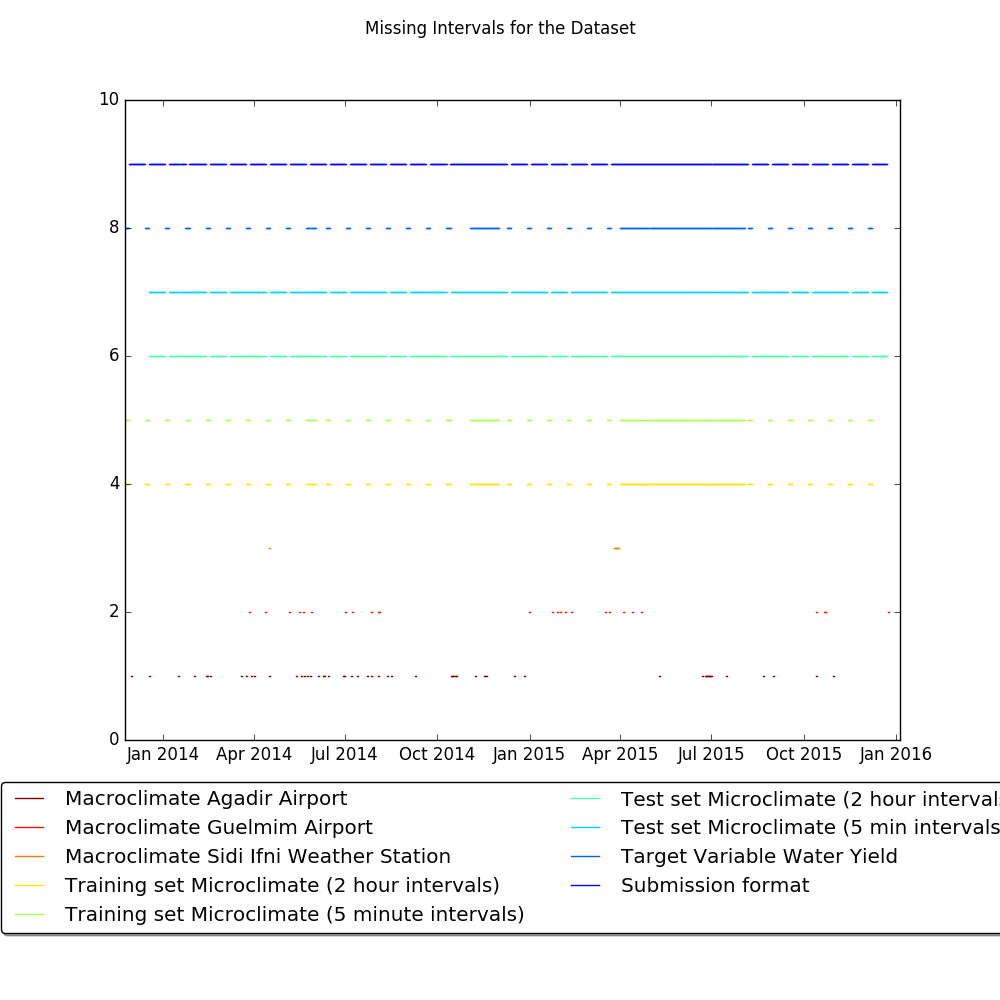 Missing Intervals for the Dataset
10
8
6
4
2
0
Jan 2014 Apr 2014 Jul 2014 Oct 2014 Jan 2015 Apr 2015 Jul 2015 Oct 2015 Jan 2016
Macroclimate Agadir Airport
Macroclimate Guelmim Airport
Macroclimate Sidi Ifni Weather Station
Training set Microclimate (2 hour intervals)
Training set Microclimate (5 minute intervals)
Test set Microclimate (2 hour intervals
Test set Microclimate (5 min intervals
Target Variable Water Yield
Submission format